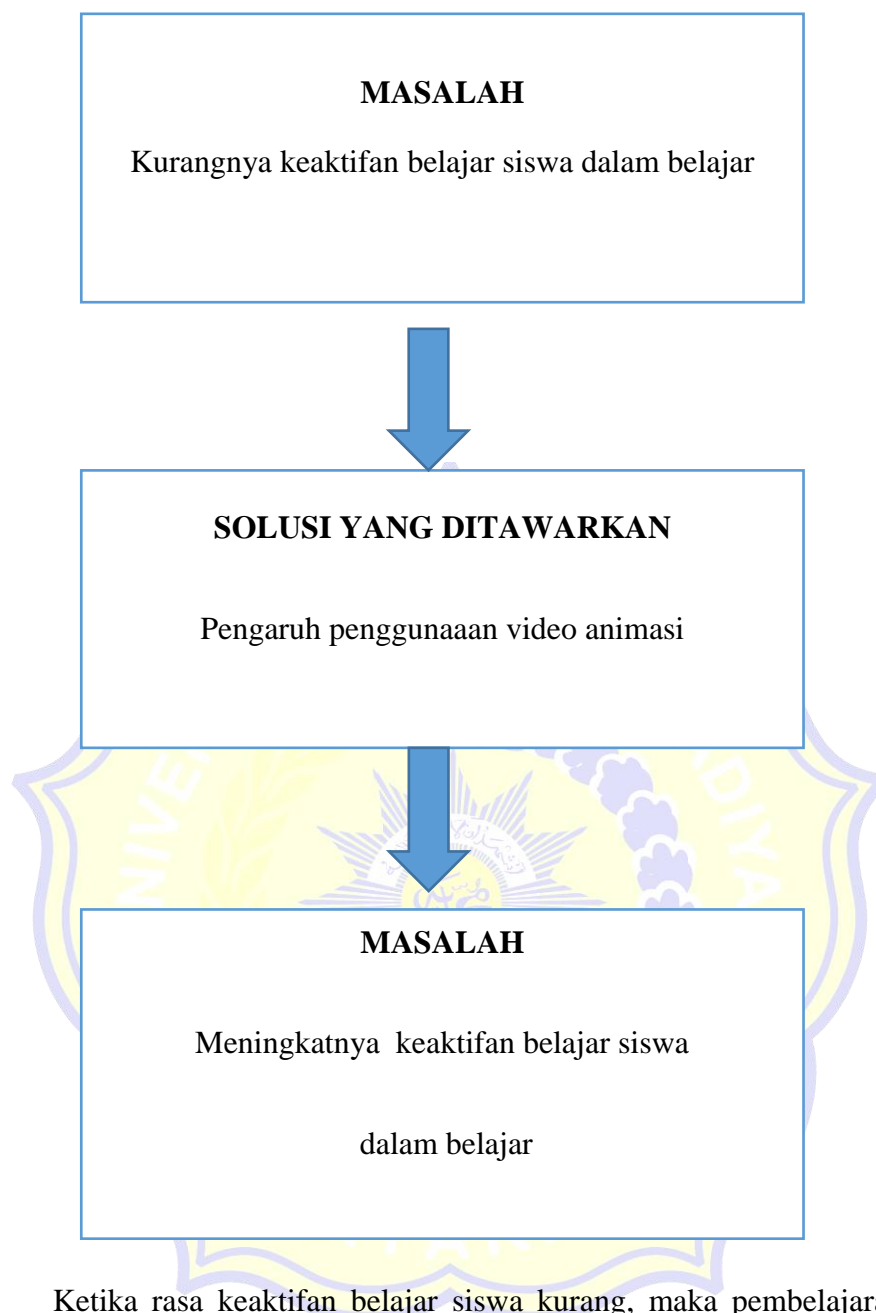 MASALAH
Kurangnya keaktifan belajar siswa dalam belajar
SOLUSI YANG DITAWARKAN
Pengaruh penggunaaan video animasi
MASALAH
Meningkatnya keaktifan belajar siswa
dalam belajar
Ketika rasa keaktifan belajar siswa kurang, maka